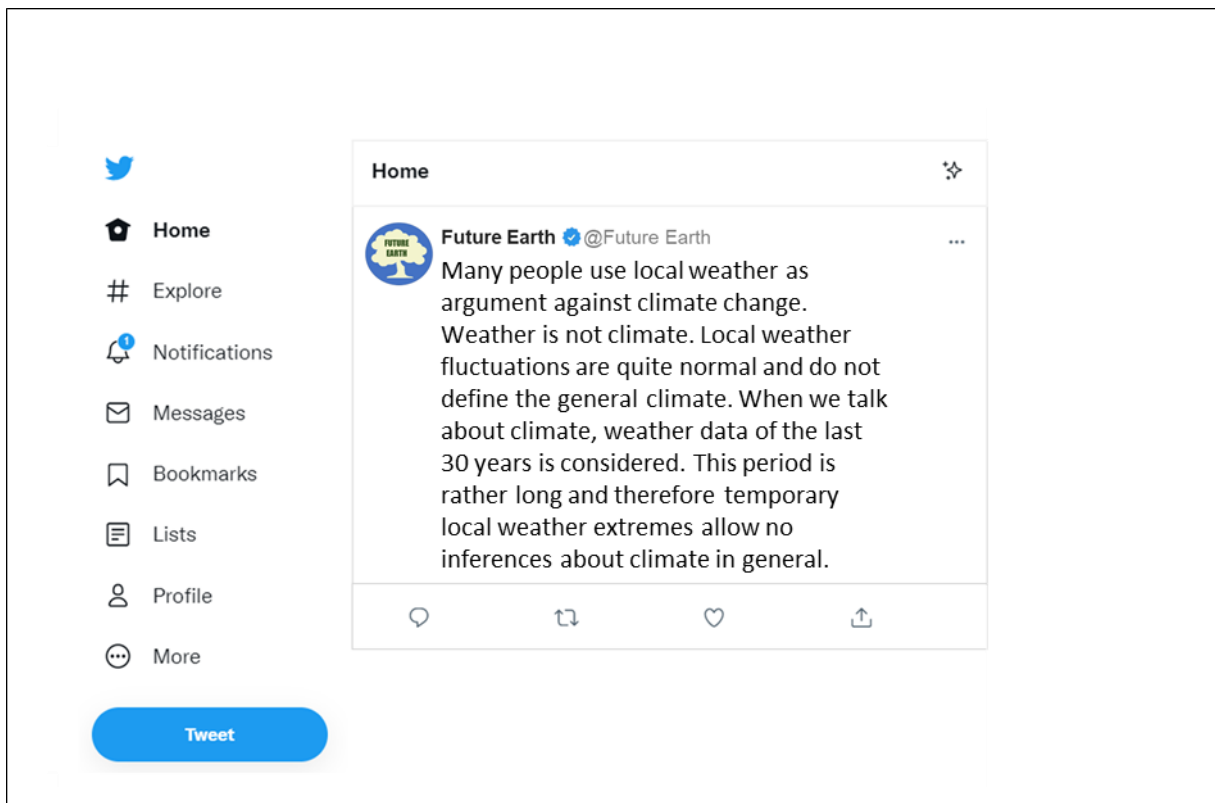 Home
Explore
1
Notifications
Messages
Bookmarks
Lists
Profile
More
Tweet
Home
FUTURE
EARTH
Future Earth @Future Earth
Many people use local weather as
argument against climate change.
Weather is not climate. Local weather
fluctuations are quite normal and do not
define the general climate. When we talk
about climate, weather data of the last
30 years is considered. This period is
rather long and therefore temporary
local weather extremes allow no
inferences about climate in general.